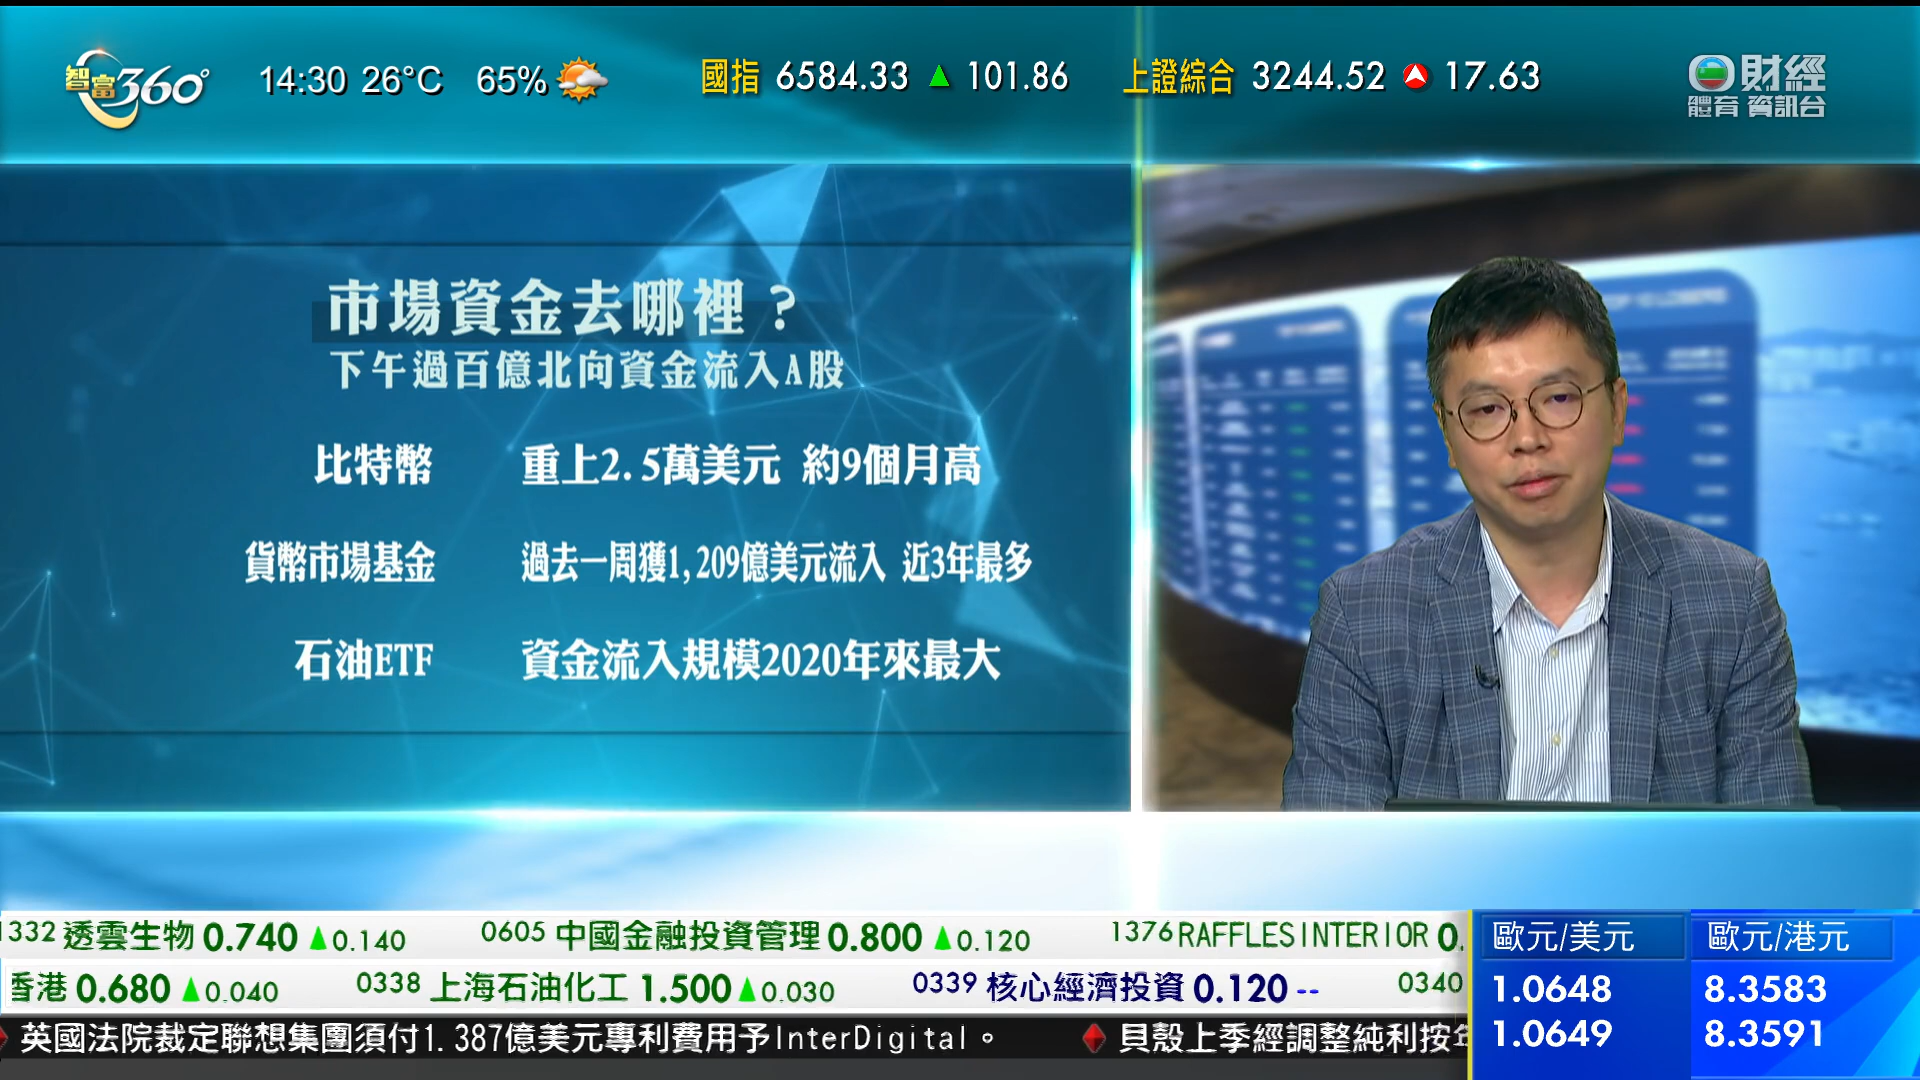 智富360°
14:30 26°C 65%
國指 6584.33 ▲ 101.86
上證綜合 3244.52 17.63
財經
體育 資訊台
市場資金去哪裡？
下午過百億北向資金流入A股
比特幣 重上2.5萬美元 約9個月高
貨幣市場基金 過去一周獲1,209億美元流入 近3年最多
石油ETF 資金流入規模2020年來最大
1332 透雲生物 0.740 ▲0.140 0605 中國金融投資管理 0.800 ▲0.120 1376 RAFFLESINTERIOR 0.
香港 0.680 ▲0.040 0338 上海石油化工 1.500 ▲0.030 0339 核心經濟投資 0.120 -- 0340
英國法院裁定聯想集團須付1.387億美元專利費用予InterDigital。 貝殼上季經調整純利按年
歐元/美元
1.0648
1.0649
歐元/港元
8.3583
8.3591